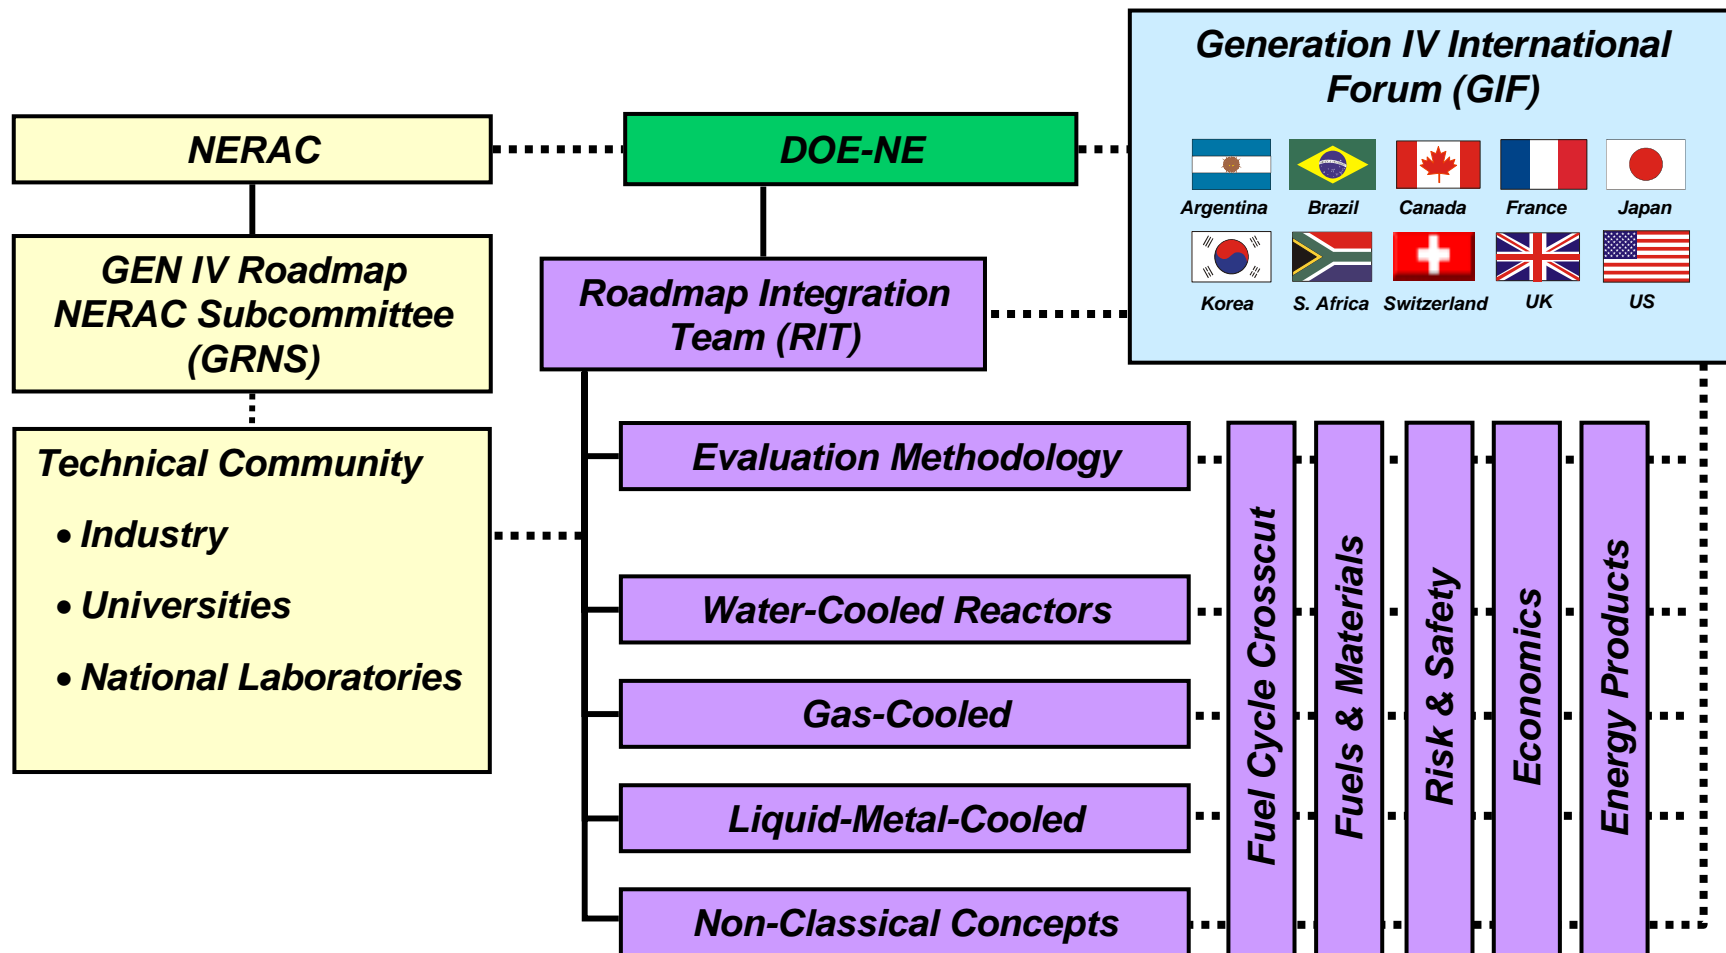 Generation IV International
Forum (GIF)
NERAC
DOE-NE
Argentina
Brazil
Canada
France
Japan
GEN IV Roadmap
NERAC Subcommittee
(GRNS)
Roadmap Integration
Team (RIT)
Korea
S. Africa
Switzerland
UK
US
Technical Community
• Industry
• Universities
• National Laboratories
Evaluation Methodology
Water-Cooled Reactors
Gas-Cooled
Liquid-Metal-Cooled
Non-Classical Concepts
Fuel Cycle Crosscut
Fuels & Materials
Risk & Safety
Economics
Energy Products